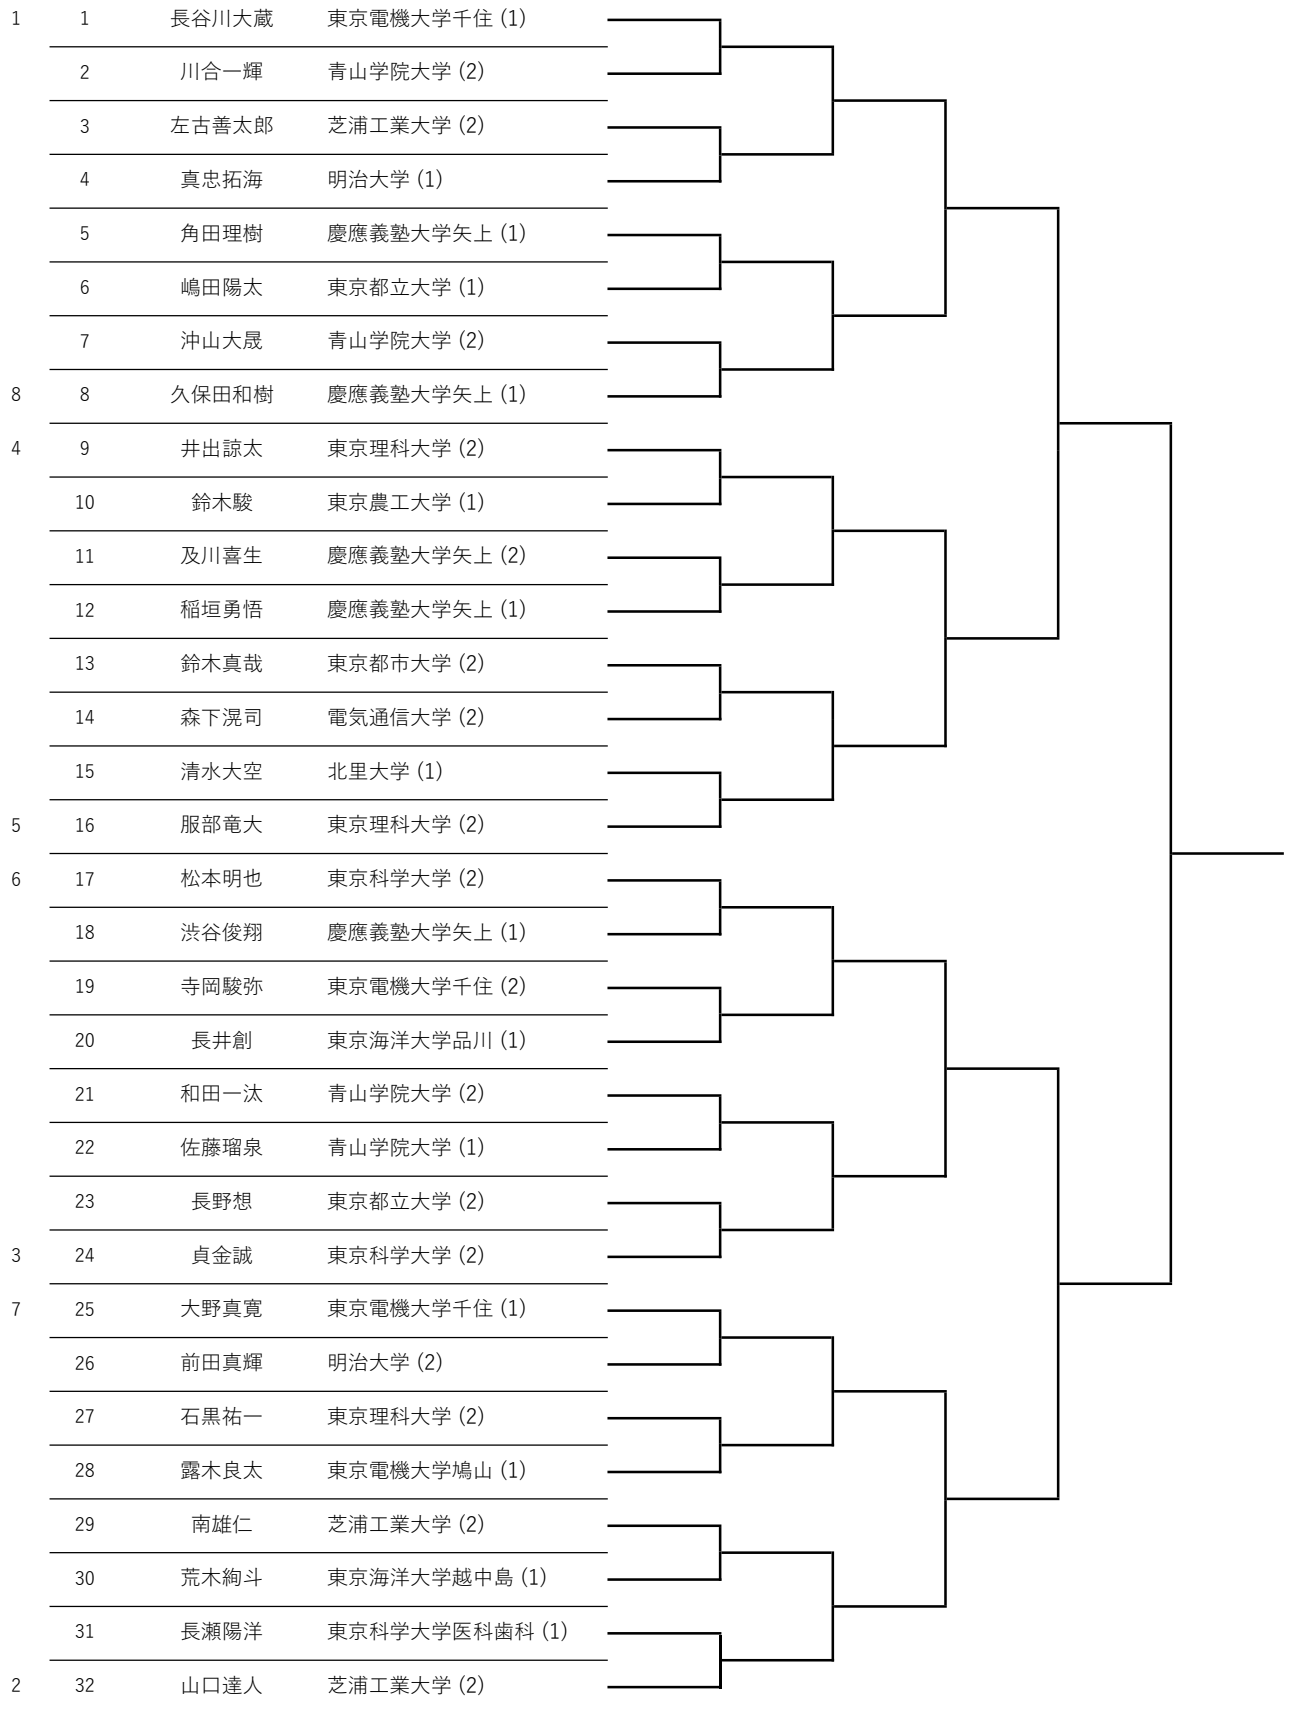 1 1 長谷川大蔵 東京電機大学千住 (1)
2 川合一輝 青山学院大学 (2)
3 左古善太郎 芝浦工業大学 (2)
4 真忠拓海 明治大学 (1)
5 角田理樹 慶應義塾大学矢上 (1)
6 嶋田陽太 東京都立大学 (1)
7 沖山大晟 青山学院大学 (2)
8 8 久保田和樹 慶應義塾大学矢上 (1)
4 9 井出諒太 東京理科大学 (2)
10 鈴木駿 東京農工大学 (1)
11 及川喜生 慶應義塾大学矢上 (2)
12 稲垣勇悟 慶應義塾大学矢上 (1)
13 鈴木真哉 東京都市大学 (2)
14 森下滉司 電気通信大学 (2)
15 清水大空 北里大学 (1)
5 16 服部竜大 東京理科大学 (2)
6 17 松本明也 東京科学大学 (2)
18 渋谷俊翔 慶應義塾大学矢上 (1)
19 寺岡駿弥 東京電機大学千住 (2)
20 長井創 東京海洋大学品川 (1)
21 和田一汰 青山学院大学 (2)
22 佐藤瑠泉 青山学院大学 (1)
23 長野想 東京都立大学 (2)
3 24 貞金誠 東京科学大学 (2)
7 25 大野真寛 東京電機大学千住 (1)
26 前田真輝 明治大学 (2)
27 石黒祐一 東京理科大学 (2)
28 露木良太 東京電機大学鳩山 (1)
29 南雄仁 芝浦工業大学 (2)
30 荒木絢斗 東京海洋大学越中島 (1)
31 長瀬陽洋 東京科学大学医科歯科 (1)
2 32 山口達人 芝浦工業大学 (2)